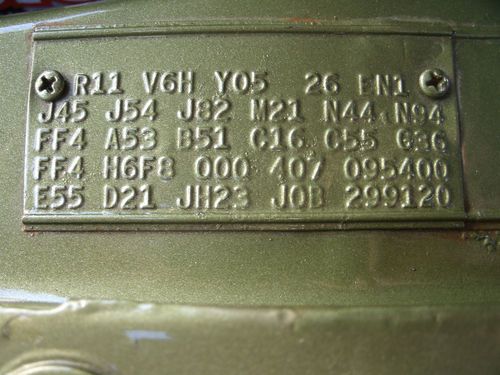 R11 V6H Y05 26 EN1
J45 J54 J82 M21 N44 N94
FF4 A53 B51 C16 C55 G36
FF4 H6F8 000 407 095400
E55 D21 JH23 J0B 299120